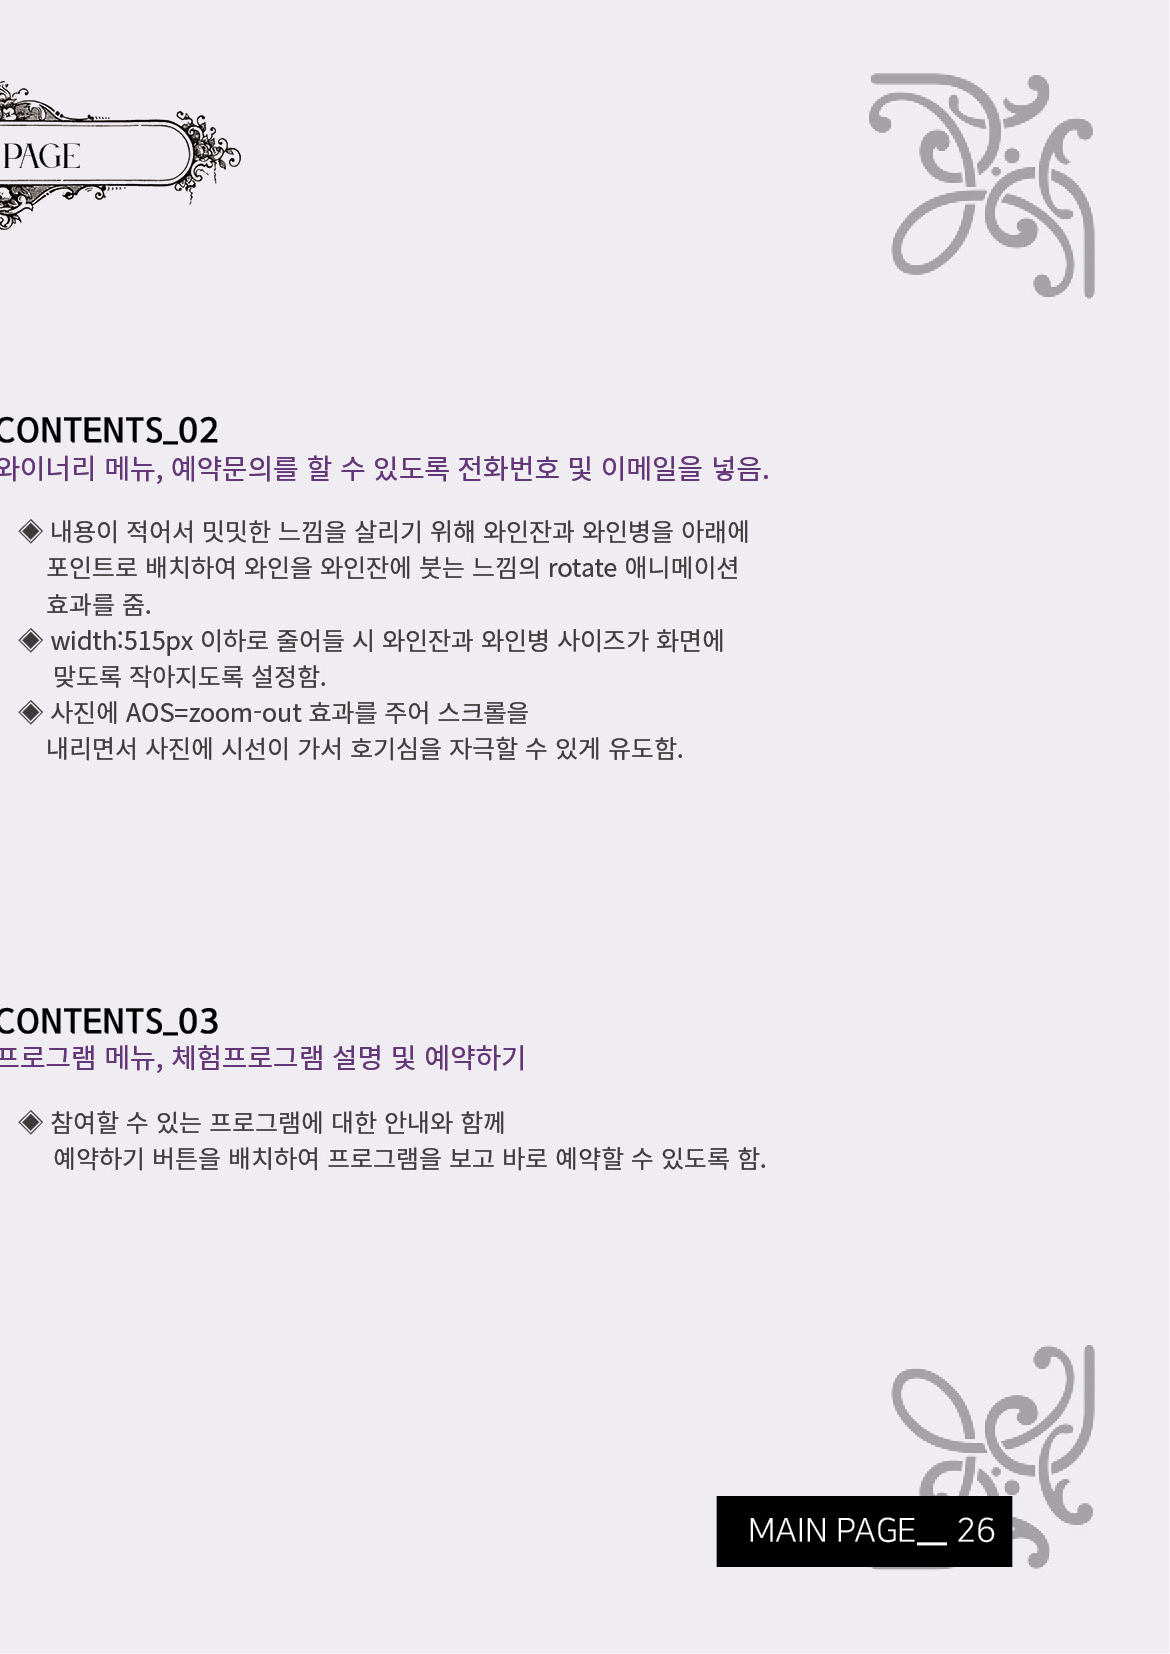 PAGE
CONTENTS_02
와이너리 메뉴, 예약문의를 할 수 있도록 전화번호 및 이메일을 넣음.
◈ 내용이 적어서 밋밋한 느낌을 살리기 위해 와인잔과 와인병을 아래에
포인트로 배치하여 와인을 와인잔에 붓는 느낌의 rotate 애니메이션
효과를 줌.
◈ width:515px 이하로 줄어들 시 와인잔과 와인병 사이즈가 화면에
맞도록 작아지도록 설정함.
◈ 사진에 AOS=zoom-out 효과를 주어 스크롤을
내리면서 사진에 시선이 가서 호기심을 자극할 수 있게 유도함.
CONTENTS_03
프로그램 메뉴, 체험프로그램 설명 및 예약하기
◈ 참여할 수 있는 프로그램에 대한 안내와 함께
예약하기 버튼을 배치하여 프로그램을 보고 바로 예약할 수 있도록 함.
MAIN PAGE__ 26